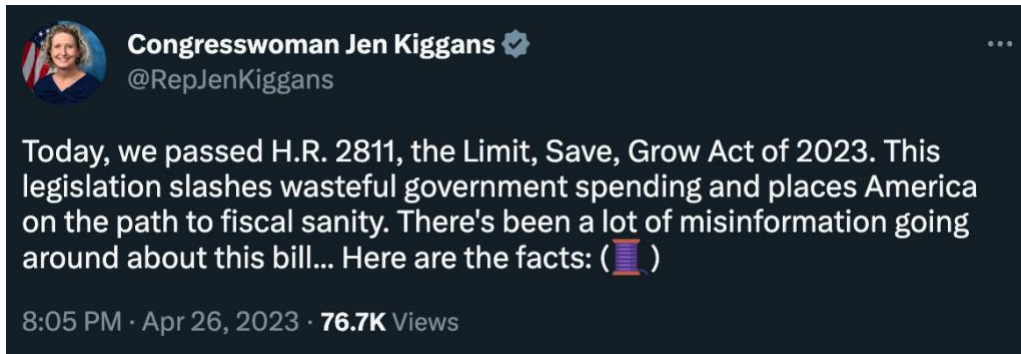 Congresswoman Jen Kiggans
@RepJenKiggans
Today, we passed H.R. 2811, the Limit, Save, Grow Act of 2023. This
legislation slashes wasteful government spending and places America
on the path to fiscal sanity. There's been a lot of misinformation going
around about this bill... Here are the facts: (🧵)
8:05 PM · Apr 26, 2023 · 76.7K Views